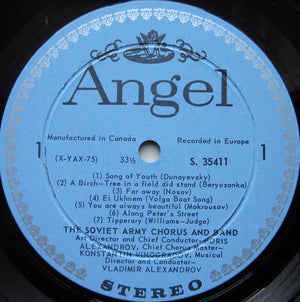 Angel
Manufactured in Canada Recorded in Europe
1 (X-YAX-75) 33⅓ S. 35411 1
(1) Song of Youth (Dunayevsky)
(2) A Birch-Tree in a field did stand (Beryozonka)
(3) Far away (Nosov)
(4) Ei Ukhnem (Volga Boat Song)
(5) You are always beautiful (Mokrousov)
(6) Along Peter's Street
(7) Tipperary (Williams-Judge)
THE SOVIET ARMY CHORUS AND BAND
Art Director and Chief Conductor—BORIS
ALEXANDROV, Chief Chorus Master—
KONSTANTIN VINOGRADOV, Musical
Director and Conductor—
VLADIMIR ALEXANDROV
STEREO